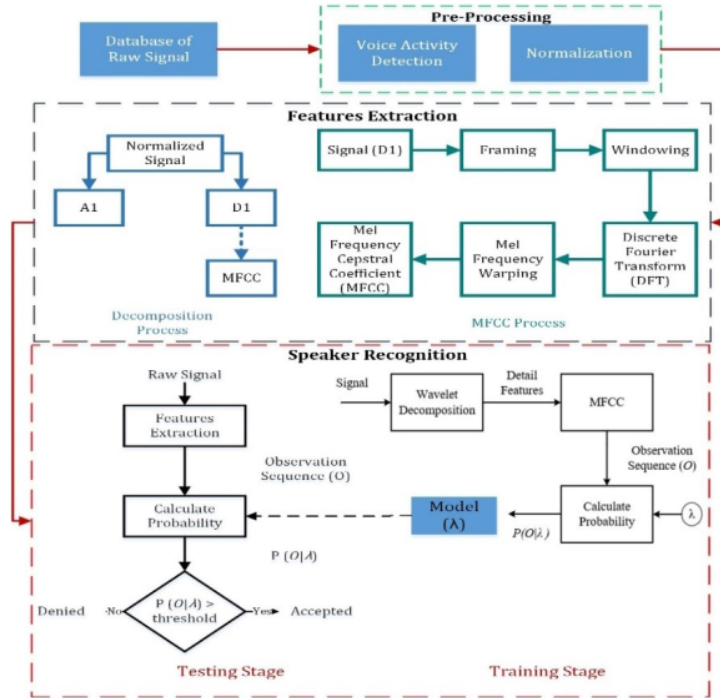 Pre-Processing
Database of
Raw Signal
Voice Activity
Detection
Normalization
Features Extraction
Normalized
Signal
A1
D1
MFCC
Decomposition
Process
Signal (D1)
Framing
Windowing
Mel
Frequency
Cepstral
Coefficient
(MFCC)
Mel
Frequency
Warping
Discrete
Fourier
Transform
(DFT)
MFCC Process
Speaker Recognition
Raw Signal
Features
Extraction
Observation
Sequence (O)
Calculate
Probability
P (O|λ)
P (O|λ) >
threshold
Denied
No
Yes
Accepted
Testing Stage
Signal
Wavelet
Decomposition
Detail
Features
MFCC
Observation
Sequence (O)
Calculate
Probability
λ
P(O|λ)
Model
(λ)
Training Stage